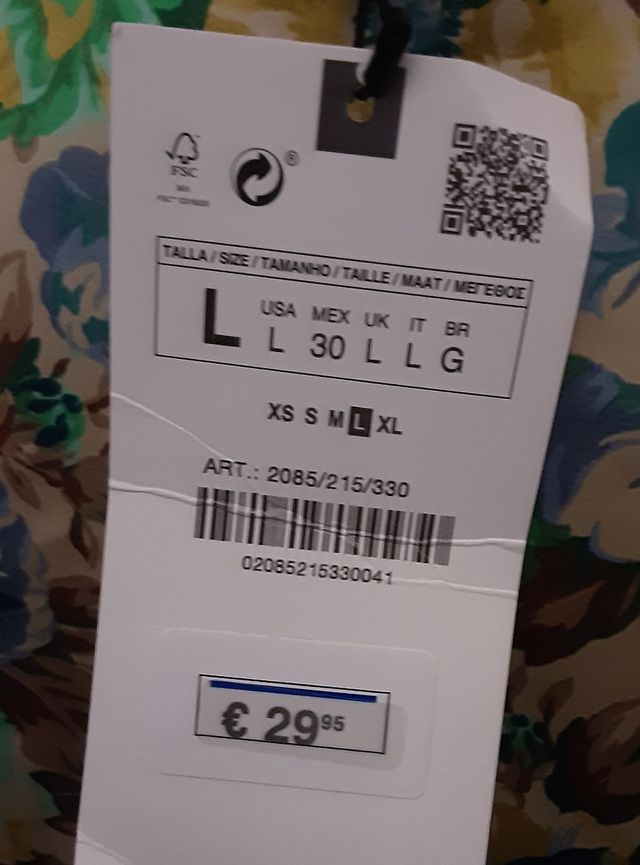 FSC
®
TALLA / SIZE / TAMANHO / TAILLE / MAAT / ΜΕΓΕΘΟΣ
USA MEX UK IT BR
L L 30 L L G
XS S M L XL
ART.: 2085/215/330
02085215330041
€ 29 95